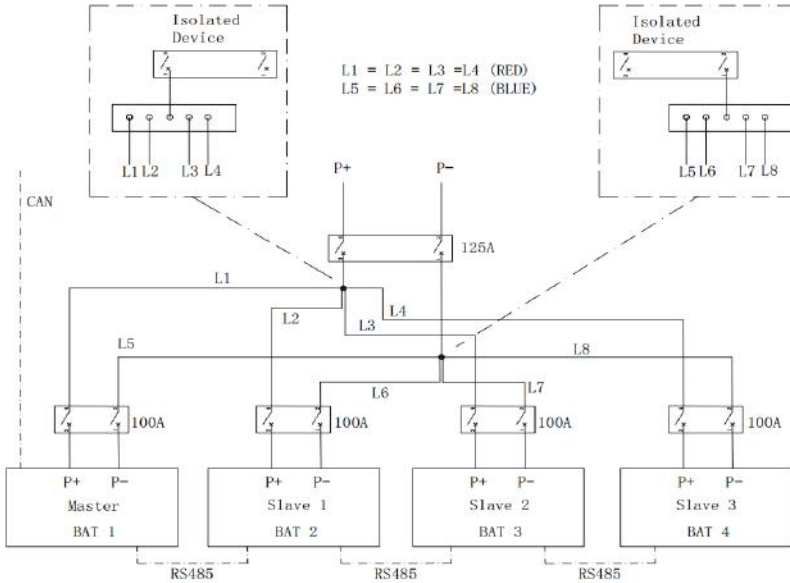 Isolated
Device
L1 L2 L3 L4
L1 = L2 = L3 =L4 (RED)
L5 = L6 = L7 =L8 (BLUE)
Isolated
Device
L5 L6 L7 L8
CAN
P+ P-
125A
L1
L2
L3
L4
L5
L6
L7
L8
100A
100A
100A
100A
P+ P-
Master
BAT 1
P+ P-
Slave 1
BAT 2
P+ P-
Slave 2
BAT 3
P+ P-
Slave 3
BAT 4
RS485
RS485
RS485